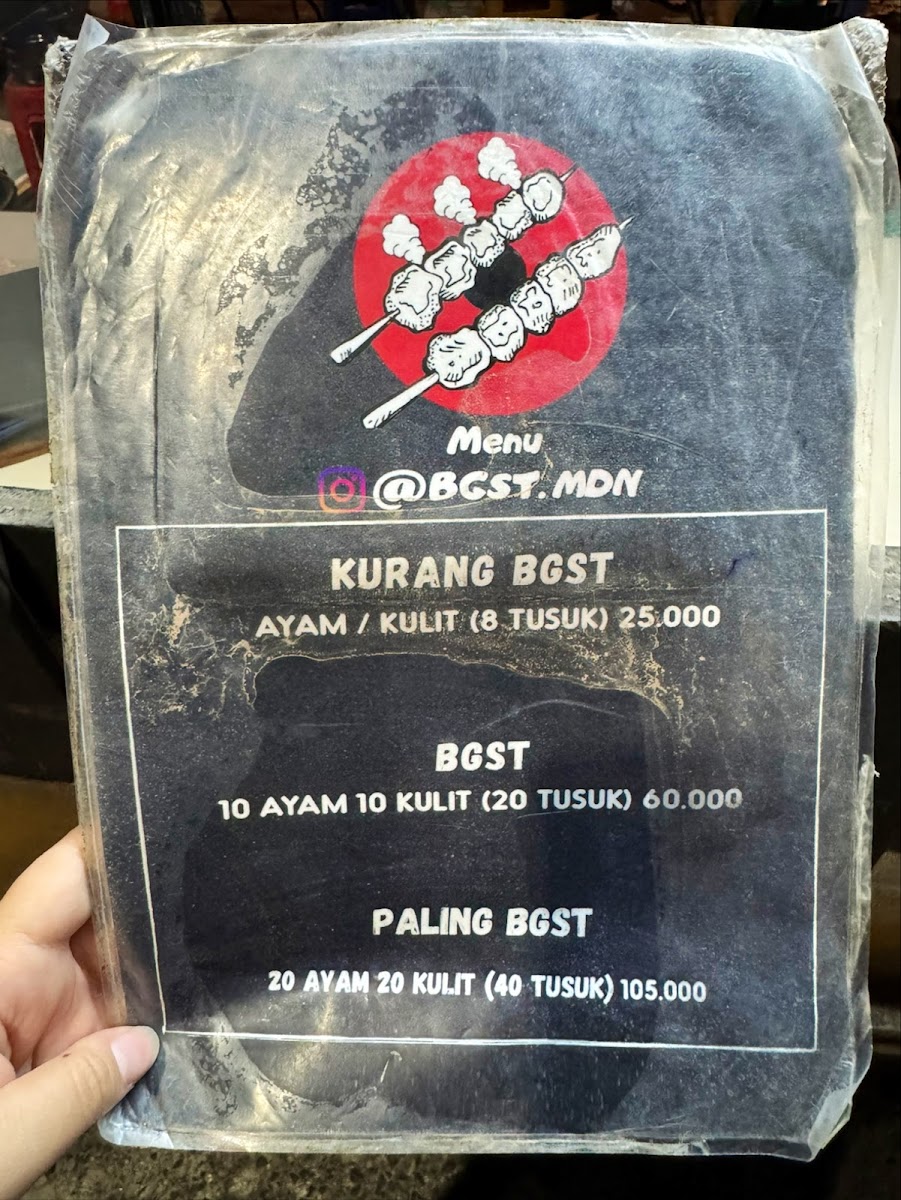 Menu
@BGST.MDN
KURANG BGST
AYAM / KULIT (8 TUSUK) 25.000
BGST
10 AYAM 10 KULIT (20 TUSUK) 60.000
PALING BGST
20 AYAM 20 KULIT (40 TUSUK) 105.000